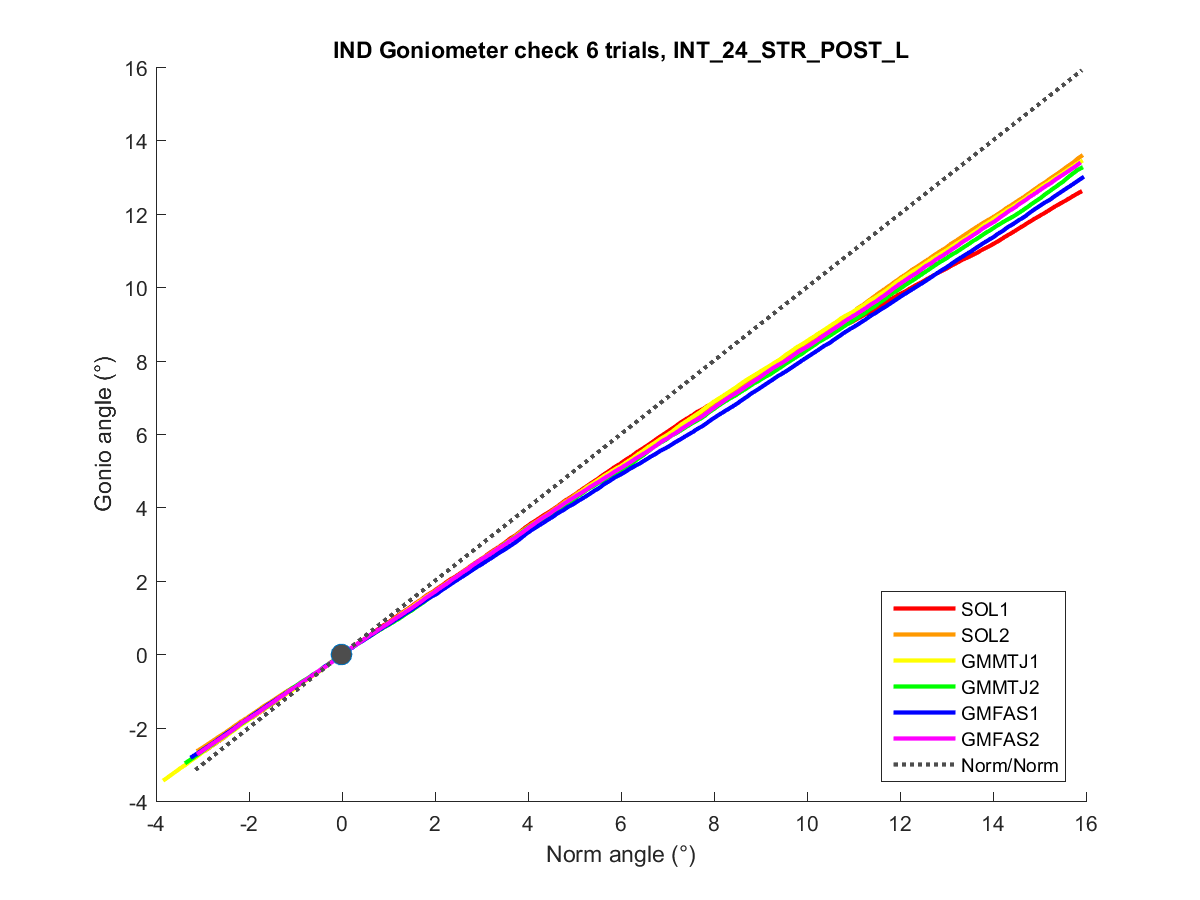 IND Goniometer check 6 trials, INT_24_STR_POST_L
16
14
12
10
8
6
4
2
0
-2
-4
Gonio angle (°)
-4 -2 0 2 4 6 8 10 12 14 16
Norm angle (°)
SOL1
SOL2
GMMTJ1
GMMTJ2
GMFAS1
GMFAS2
Norm/Norm